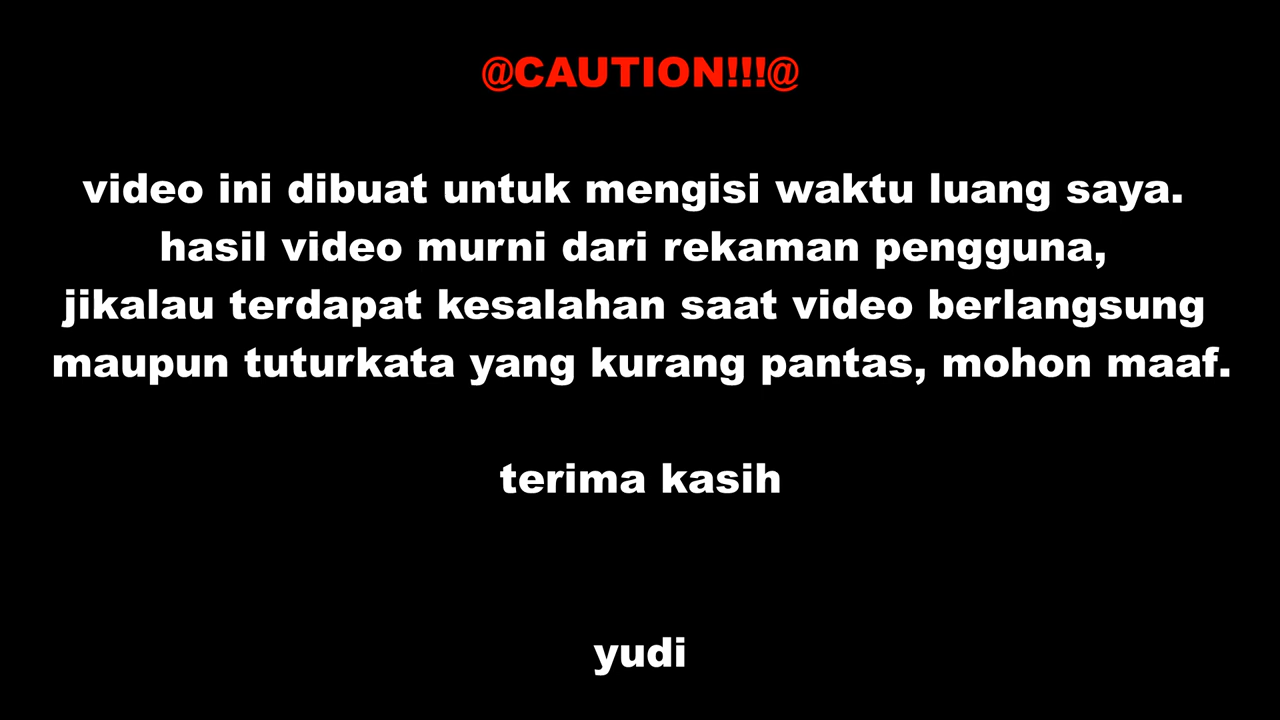 @CAUTION!!!@
video ini dibuat untuk mengisi waktu luang saya.
hasil video murni dari rekaman pengguna,
jikalau terdapat kesalahan saat video berlangsung
maupun tuturkata yang kurang pantas, mohon maaf.
terima kasih
yudi